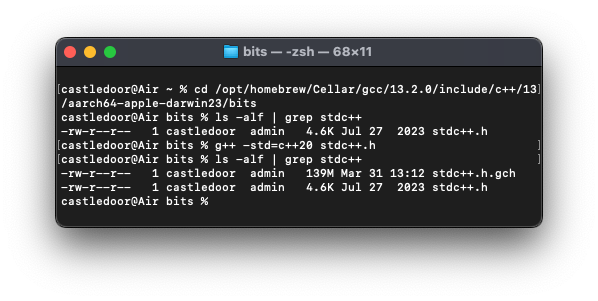 bits — -zsh — 68×11
[castledoor@Air ~ % cd /opt/homebrew/Cellar/gcc/13.2.0/include/c++/13]
/aarch64-apple-darwin23/bits
castledoor@Air bits % ls -alf | grep stdc++
-rw-r--r--   1 castledoor  admin   4.6K Jul 27  2023 stdc++.h
[castledoor@Air bits % g++ -std=c++20 stdc++.h                       ]
[castledoor@Air bits % ls -alf | grep stdc++                         ]
-rw-r--r--   1 castledoor  admin   139M Mar 31 13:12 stdc++.h.gch
-rw-r--r--   1 castledoor  admin   4.6K Jul 27  2023 stdc++.h
castledoor@Air bits %